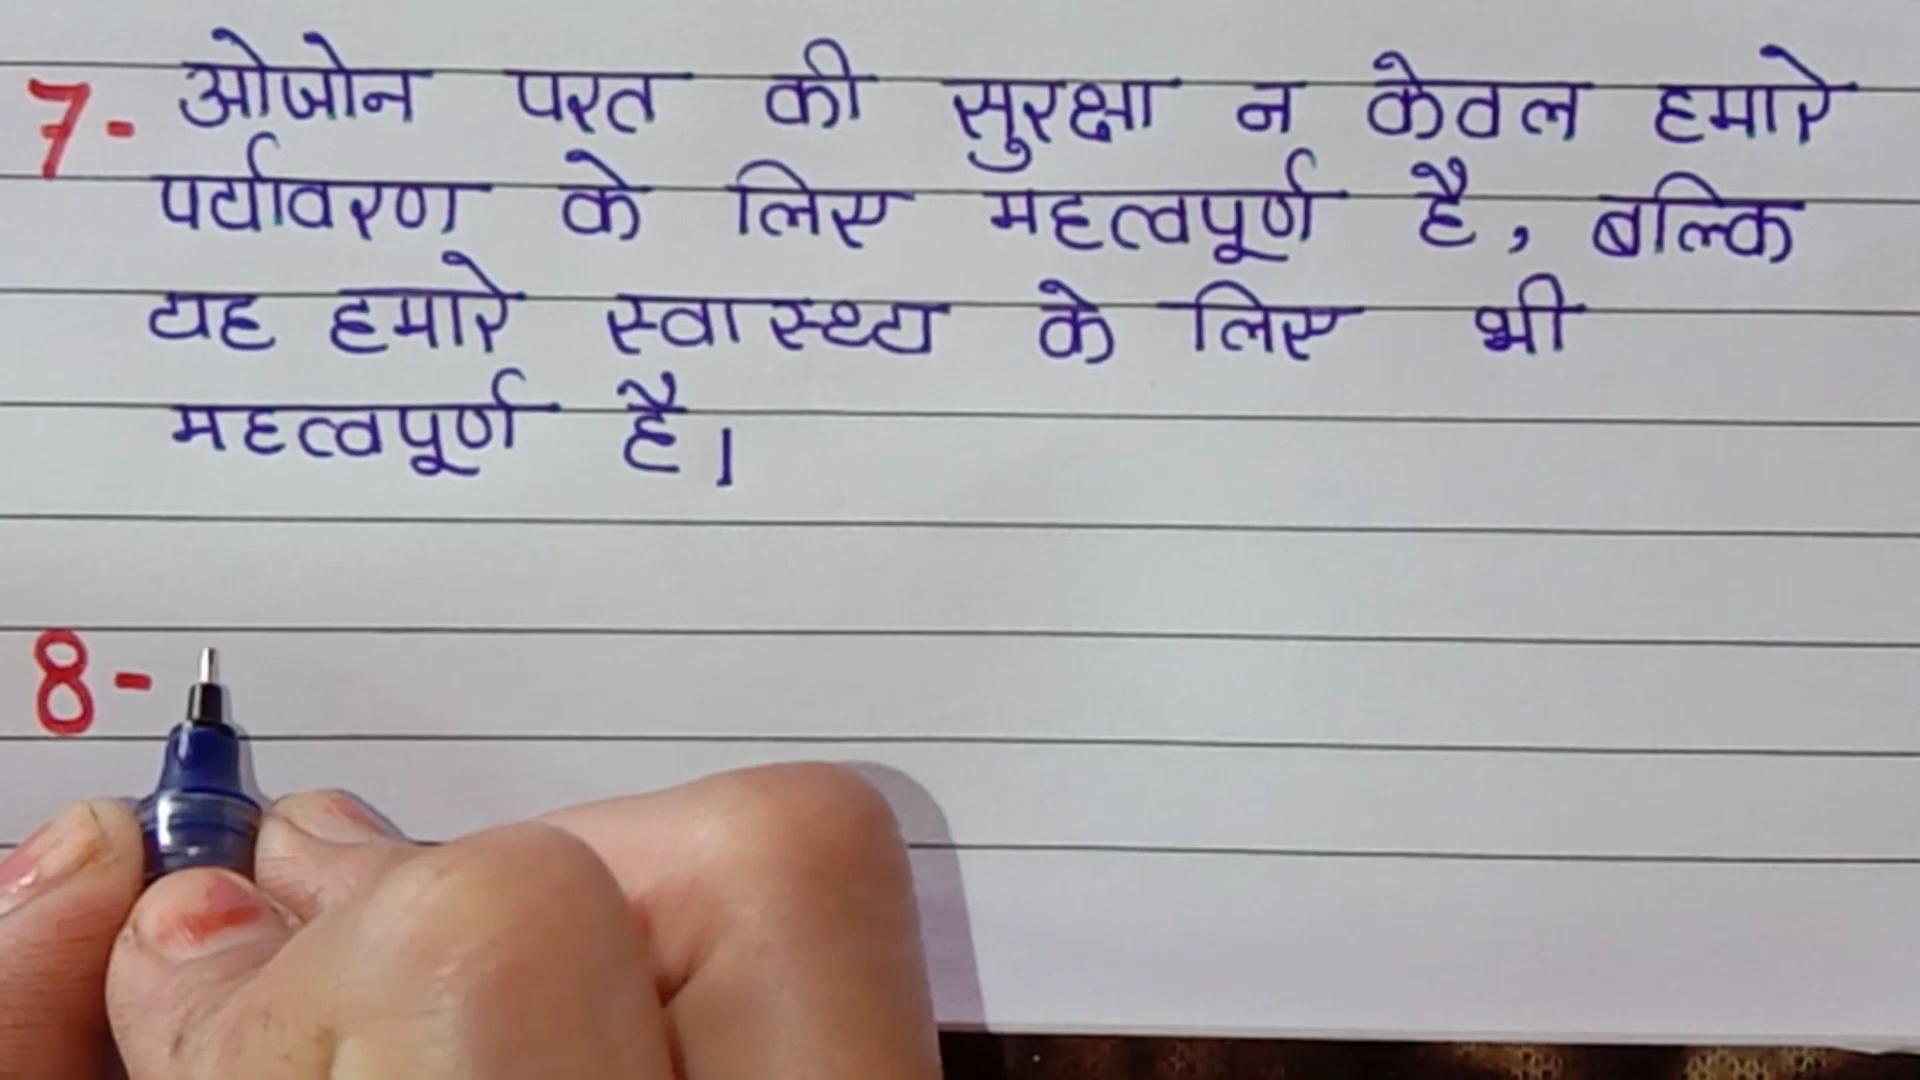 7- ओजोन परत की सुरक्षा न केवल हमारे
पर्यावरण के लिए महत्वपूर्ण है, बल्कि
यह हमारे स्वास्थ्य के लिए भी
महत्वपूर्ण है।
8-